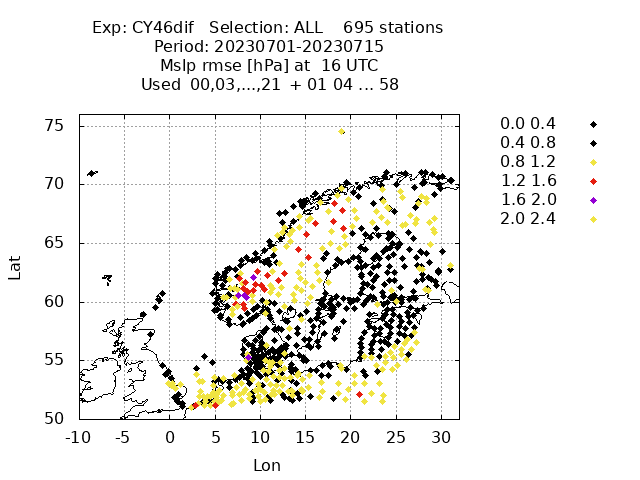 Exp: CY46dif   Selection: ALL    695 stations
Period: 20230701-20230715
Mslp rmse [hPa] at  16 UTC
Used  00,03,...,21  + 01 04 ... 58
0.0 0.4
0.4 0.8
0.8 1.2
1.2 1.6
1.6 2.0
2.0 2.4
75
70
65
60
55
50
Lat
-10 -5 0 5 10 15 20 25 30
Lon